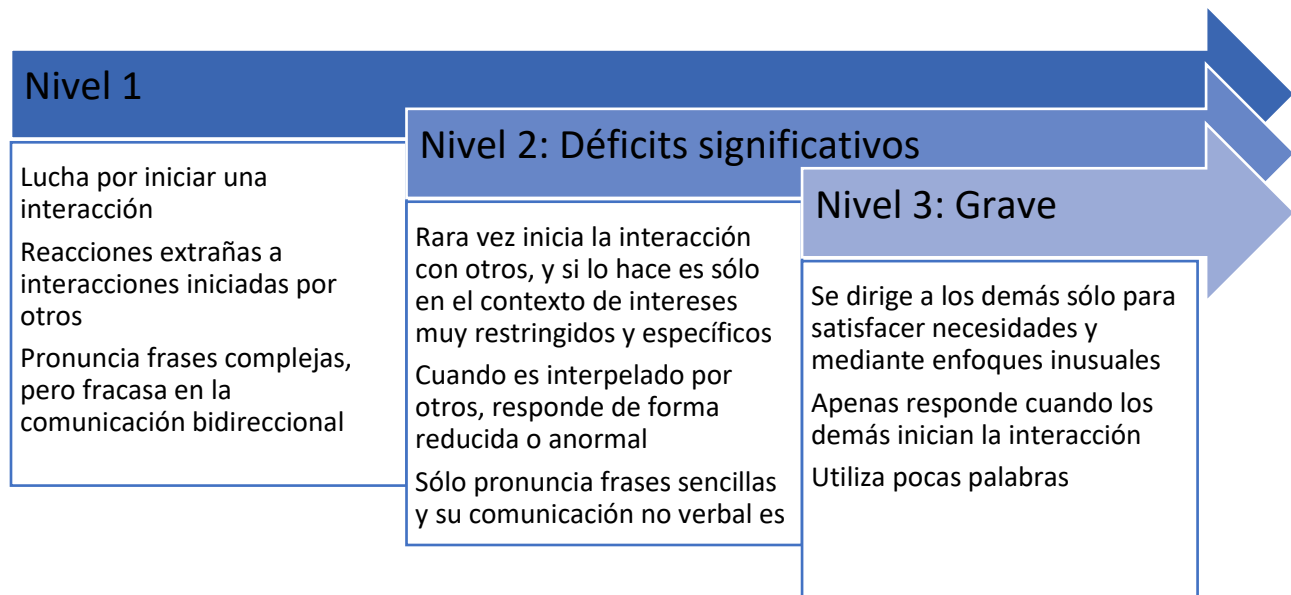 Nivel 1
Lucha por iniciar una
interacción
Reacciones extrañas a
interacciones iniciadas por
otros
Pronuncia frases complejas,
pero fracasa en la
comunicación bidireccional
Nivel 2: Déficits significativos
Rara vez inicia la interacción
con otros, y si lo hace es sólo
en el contexto de intereses
muy restringidos y específicos
Cuando es interpelado por
otros, responde de forma
reducida o anormal
Sólo pronuncia frases sencillas
y su comunicación no verbal es
Nivel 3: Grave
Se dirige a los demás sólo para
satisfacer necesidades y
mediante enfoques inusuales
Apenas responde cuando los
demás inician la interacción
Utiliza pocas palabras